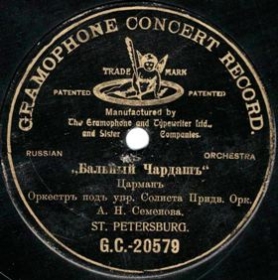 GRAMOPHONE CONCERT RECORD.
TRADE MARK
PATENTED PATENTED
Manufactured by
The Gramophone and Typewriter Ltd.,
and Sister Companies.
RUSSIAN ORCHESTRA
„Бальный Чардашъ"
Царманъ
Оркестръ подъ упр. Солиста Придв. Орк.
А. Н. Семенова.
ST. PETERSBURG.
G.C.-20579